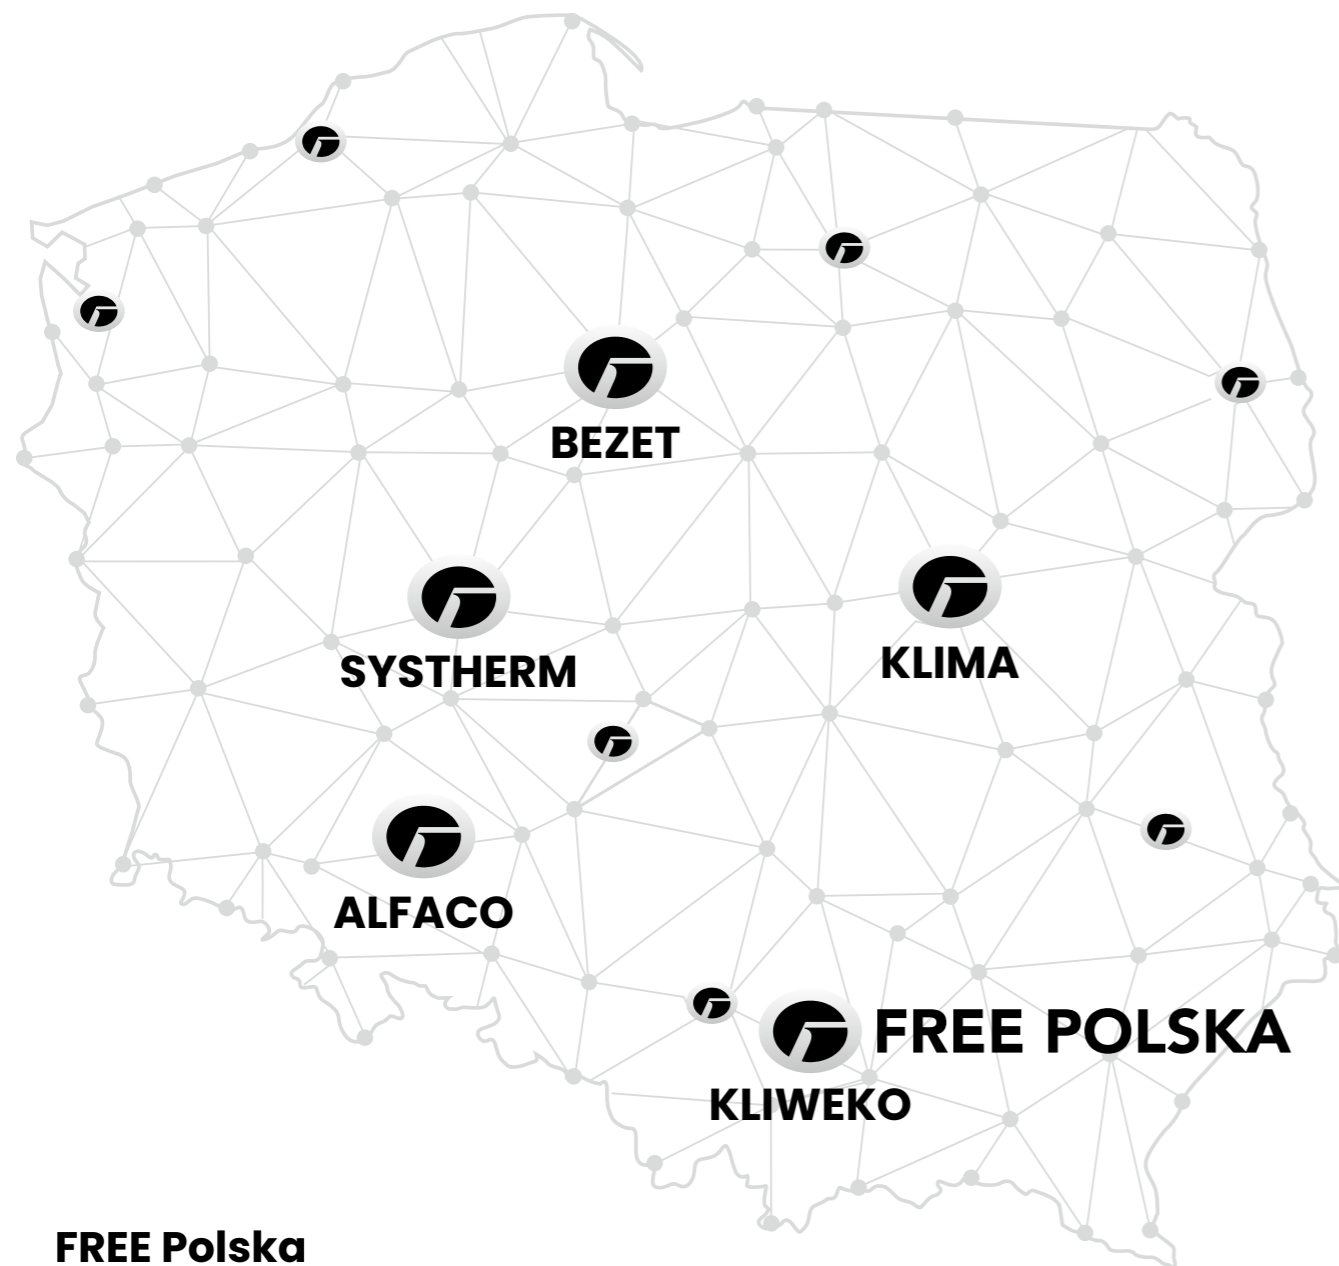 BEZET
SYSTHERM
KLIMA
ALFACO
FREE POLSKA
KLIWEKO
FREE Polska